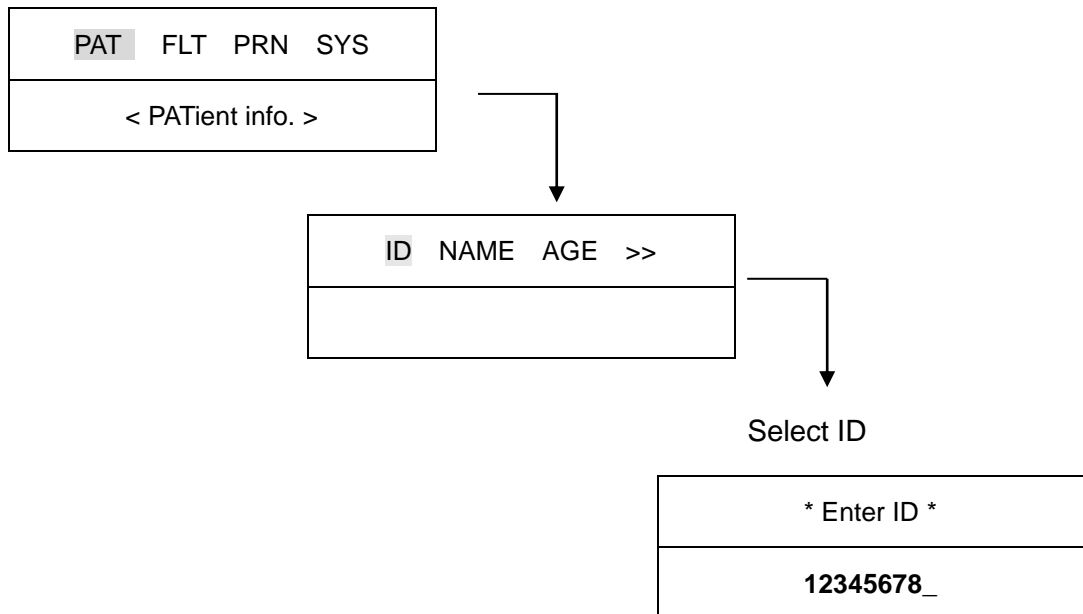 PAT FLT PRN SYS
< PATient info. >
ID NAME AGE >>
Select ID
* Enter ID *
12345678_